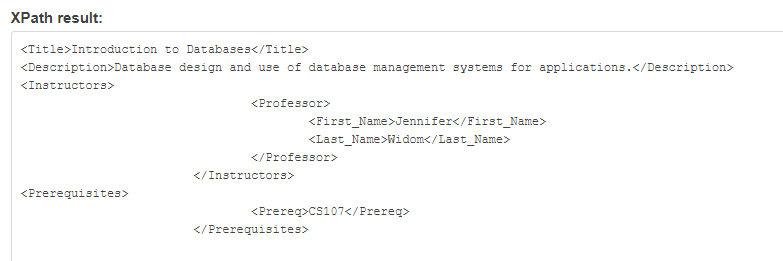 XPath result:
<Title>Introduction to Databases</Title>
<Description>Database design and use of database management systems for applications.</Description>
<Instructors>
<Professor>
<First_Name>Jennifer</First_Name>
<Last_Name>Widom</Last_Name>
</Professor>
</Instructors>
<Prerequisites>
<Prereq>CS107</Prereq>
</Prerequisites>